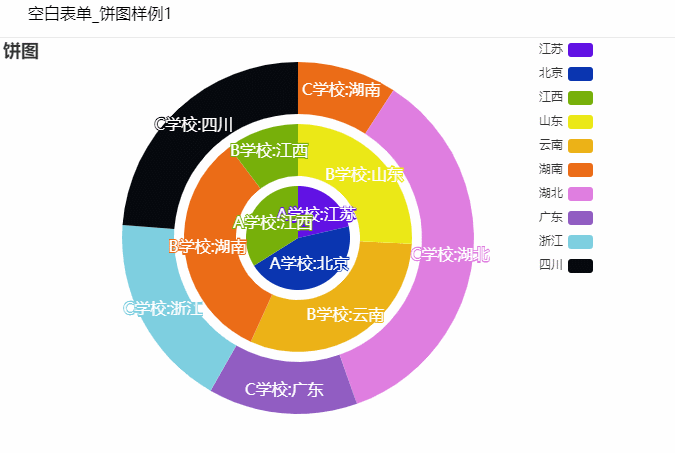 空白表单_饼图样例1
饼图
江苏
北京
江西
山东
云南
湖南
湖北
广东
浙江
四川
C学校:湖南
C学校:四川
B学校:江西
B学校:山东
A学校:江苏
A学校:江西
B学校:湖南
C学校:湖北
A学校:北京
C学校:浙江
B学校:云南
C学校:广东